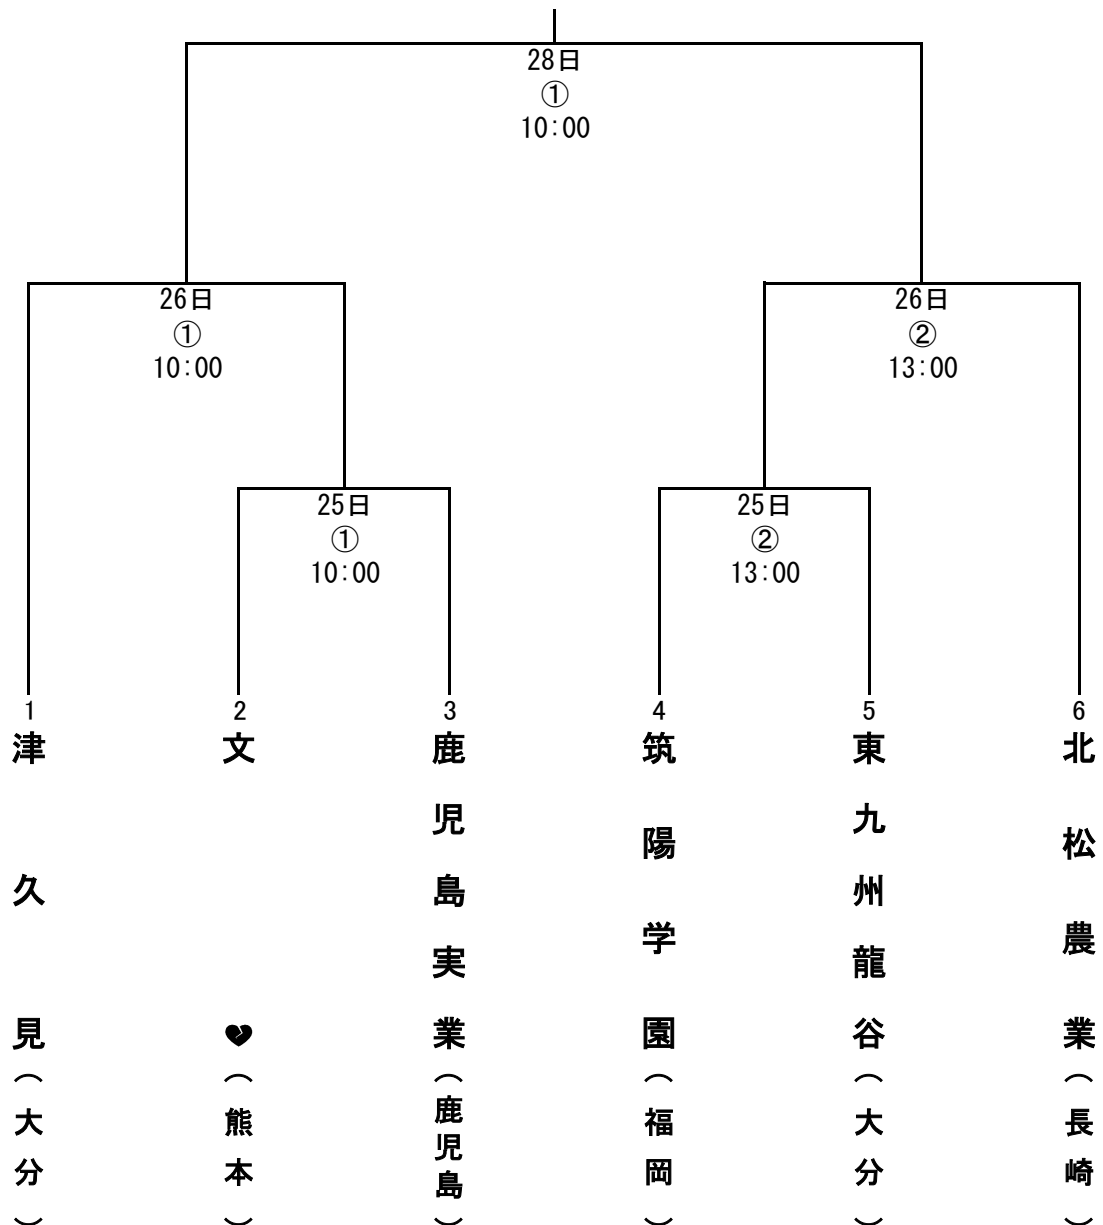 28日
①
10:00
26日
①
10:00
26日
②
13:00
25日
①
10:00
25日
②
13:00
1
津久見（大分）
2
文💔（熊本）
3
鹿児島実業（鹿児島）
4
筑陽学園（福岡）
5
東九州龍谷（大分）
6
北松農業（長崎）